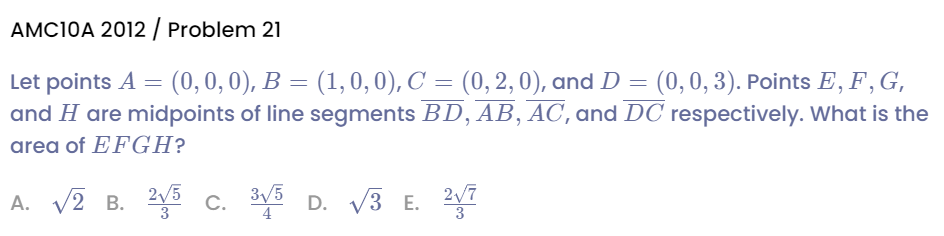 AMC10A 2012 / Problem 21
Let points $A = (0, 0, 0)$, $B = (1, 0, 0)$, $C = (0, 2, 0)$, and $D = (0, 0, 3)$. Points $E, F, G,$
and $H$ are midpoints of line segments $\overline{BD}, \overline{AB}, \overline{AC}$, and $\overline{DC}$ respectively. What is the
area of $EFGH$?
A. $\sqrt{2}$ B. $\frac{2\sqrt{5}}{3}$ C. $\frac{3\sqrt{5}}{4}$ D. $\sqrt{3}$ E. $\frac{2\sqrt{7}}{3}$